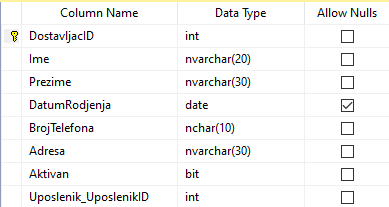 Column Name Data Type Allow Nulls
DostavljacID int
Ime nvarchar(20)
Prezime nvarchar(30)
DatumRodjenja date
BrojTelefona nchar(10)
Adresa nvarchar(30)
Aktivan bit
Uposlenik_UposlenikID int